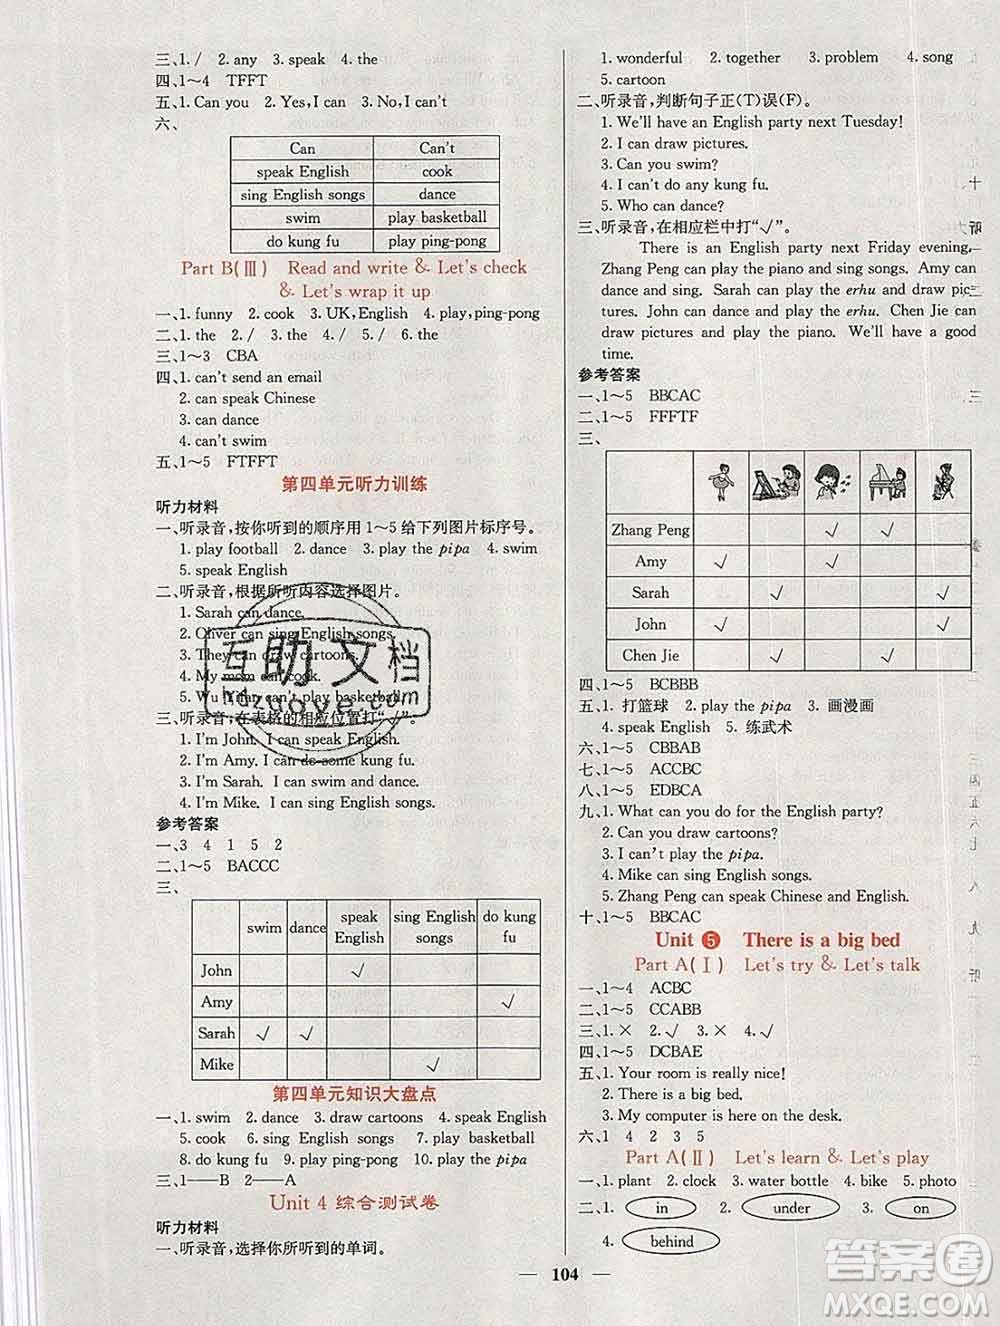 三、1. /　2. any　3. speak　4. the
四、1～4　TFFT
五、1. Can you　2. Yes, I can　3. No, I can't
六、
Can　Can't
speak English　cook
sing English songs　dance
swim　play basketball
do kung fu　play ping-pong
Part B(Ⅲ)　Read and write & Let's check
& Let's wrap it up
一、1. funny　2. cook　3. UK, English　4. play, ping-pong
二、1. the　2. /　3. the　4. /　5. /　6. the
三、1～3　CBA
四、1. can't send an email
2. can speak Chinese
3. can dance
4. can't swim
五、1～5　FTFFT
第四单元听力训练
听力材料
一、听录音，按你听到的顺序用1～5给下列图片标序号。
1. play football　2. dance　3. play the pipa　4. swim
5. speak English
二、听录音，根据所听内容选择图片。
1. Sarah can dance.
2. Oliver can sing English songs.
3. They can draw cartoons.
4. My mom can cook.
5. Wu Yifan can't play basketball.
三、听录音，在表格的相应位置打“√”。
1. I'm John. I can speak English.
2. I'm Amy. I can do some kung fu.
3. I'm Sarah. I can swim and dance.
4. I'm Mike. I can sing English songs.
参考答案
一、3　4　1　5　2
二、1～5　BACCC
三、
swim　dance　speak English　sing English songs　do kung fu
John　√
Amy　√
Sarah　√　√
Mike　√
第四单元知识大盘点
一、1. swim　2. dance　3. draw cartoons　4. speak English
5. cook　6. sing English songs　7. play basketball
8. do kung fu　9. play ping-pong　10. play the pipa
三、1——B　2——A
Unit 4 综合测试卷
听力材料
一、听录音，选择你所听到的单词。
1. wonderful　2. together　3. problem　4. song
5. cartoon
二、听录音，判断句子正(T)误(F)。
1. We'll have an English party next Tuesday!
2. I can draw pictures.
3. Can you swim?
4. I can't do any kung fu.
5. Who can dance?
三、听录音，在相应栏中打“√”。
There is an English party next Friday evening.
Zhang Peng can play the piano and sing songs. Amy can
dance and sing. Sarah can play the erhu and draw pic-
tures. John can dance and play the erhu. Chen Jie can
draw pictures and play the piano. We'll have a good
time.
参考答案
一、1～5　BBCAC
二、1～5　FFFTF
三、
Zhang Peng　√　√
Amy　√　√
Sarah　√　√
John　√　√
Chen Jie　√　√
四、1～5　BCBBB
五、1. 打篮球　2. play the pipa　3. 画漫画
4. speak English　5. 练武术
六、1～5　CBBAB
七、1～5　ACCBC
八、1～5　EDBCA
九、1. What can you do for the English party?
2. Can you draw cartoons?
3. I can't play the pipa.
4. Mike can sing English songs.
5. Zhang Peng can speak Chinese and English.
十、1～5　BBCAC
Unit 5　There is a big bed
Part A(Ⅰ)　Let's try & Let's talk
一、1～4　ACBC
二、1～5　CCABB
三、1. ×　2. √　3. ×　4. √
四、1～5　DCBAE
五、1. Your room is really nice!
2. There is a big bed.
3. My computer is here on the desk.
六、1　4　2　3　5
Part A(Ⅱ)　Let's learn & Let's play
一、1. plant　2. clock　3. water bottle　4. bike　5. photo
二、1. in　2. under　3. on
4. behind
104
互助文档
huzuoye.com
答案圈
MXQE.COM